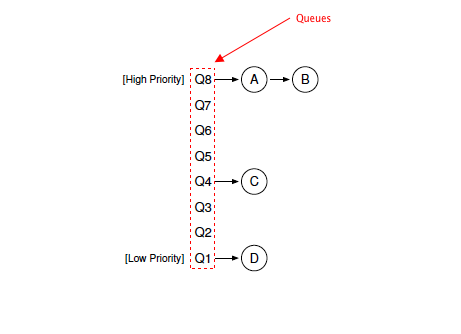 Queues
[High Priority] Q8 A B
Q7
Q6
Q5
Q4 C
Q3
Q2
[Low Priority] Q1 D